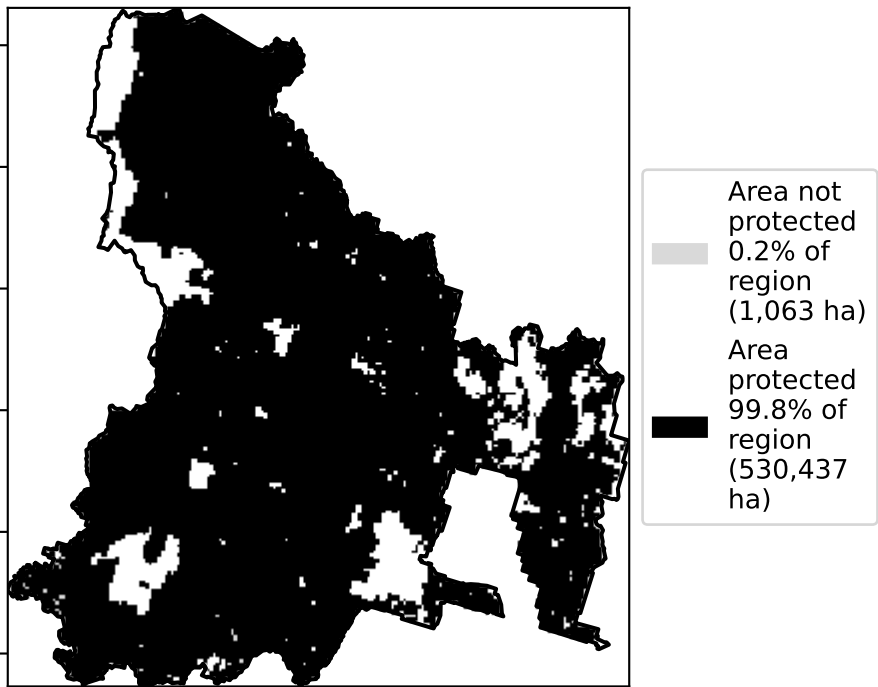 Area not
protected
0.2% of
region
(1,063 ha)
Area
protected
99.8% of
region
(530,437
ha)